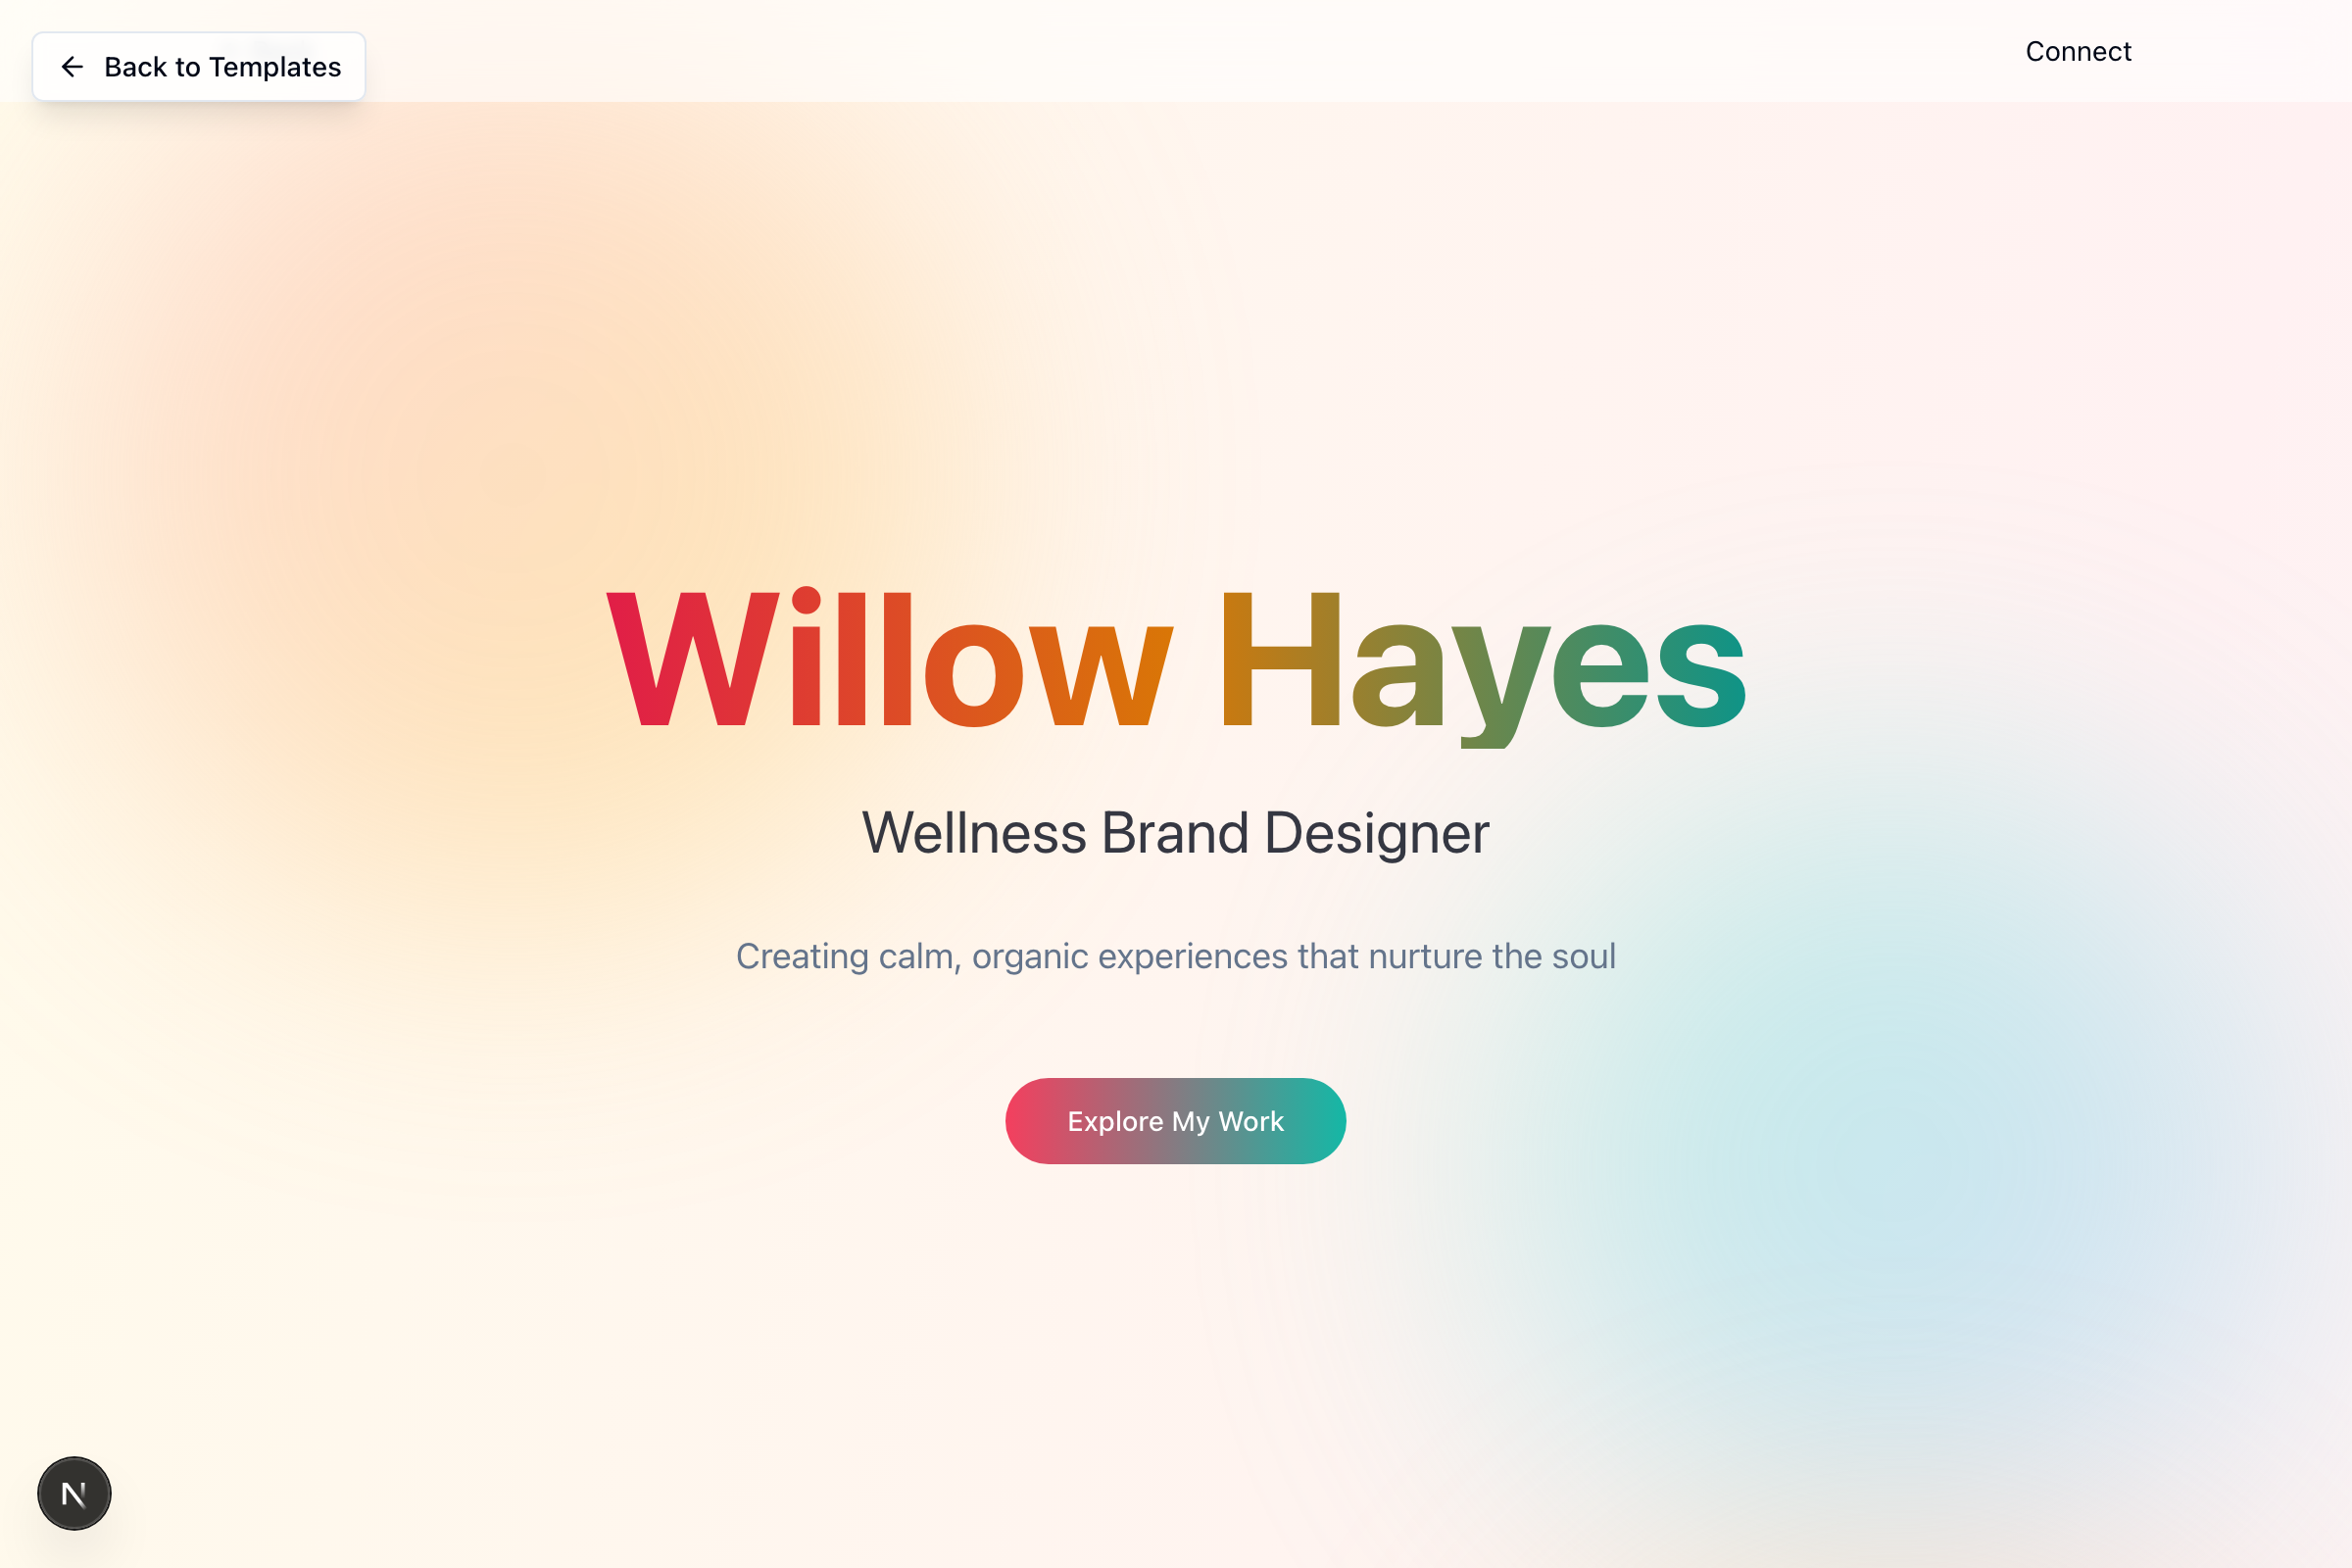 Back to Templates
Connect
Willow Hayes
Wellness Brand Designer
Creating calm, organic experiences that nurture the soul
Explore My Work
N